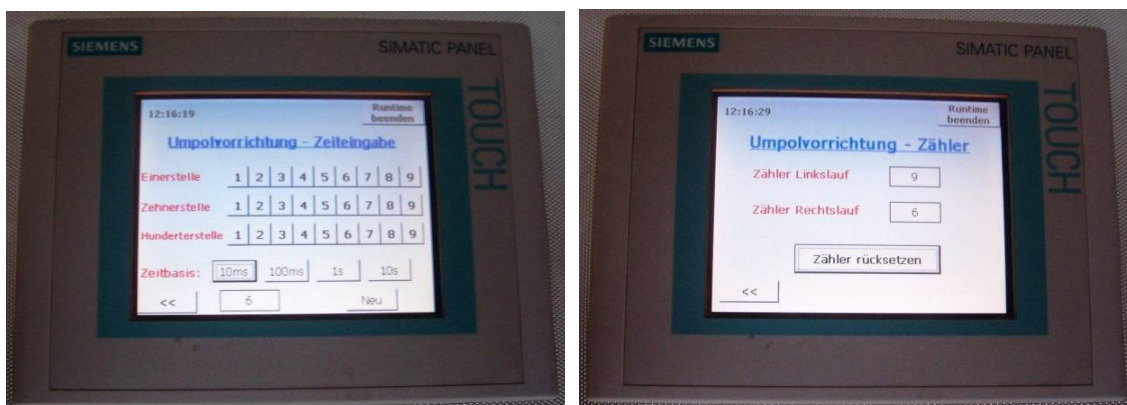 SIEMENS
SIMATIC PANEL
TOUCH
12:16:19
Runtime
beenden
Umpolvorrichtung - Zeiteingabe
Einerstelle 1 2 3 4 5 6 7 8 9
Zehnerstelle 1 2 3 4 5 6 7 8 9
Hunderterstelle 1 2 3 4 5 6 7 8 9
Zeitbasis: 10ms 100ms 1s 10s
<< 6 Neu
SIEMENS
SIMATIC PANEL
TOUCH
12:16:29
Runtime
beenden
Umpolvorrichtung - Zähler
Zähler Linkslauf 9
Zähler Rechtslauf 6
Zähler rücksetzen
<<